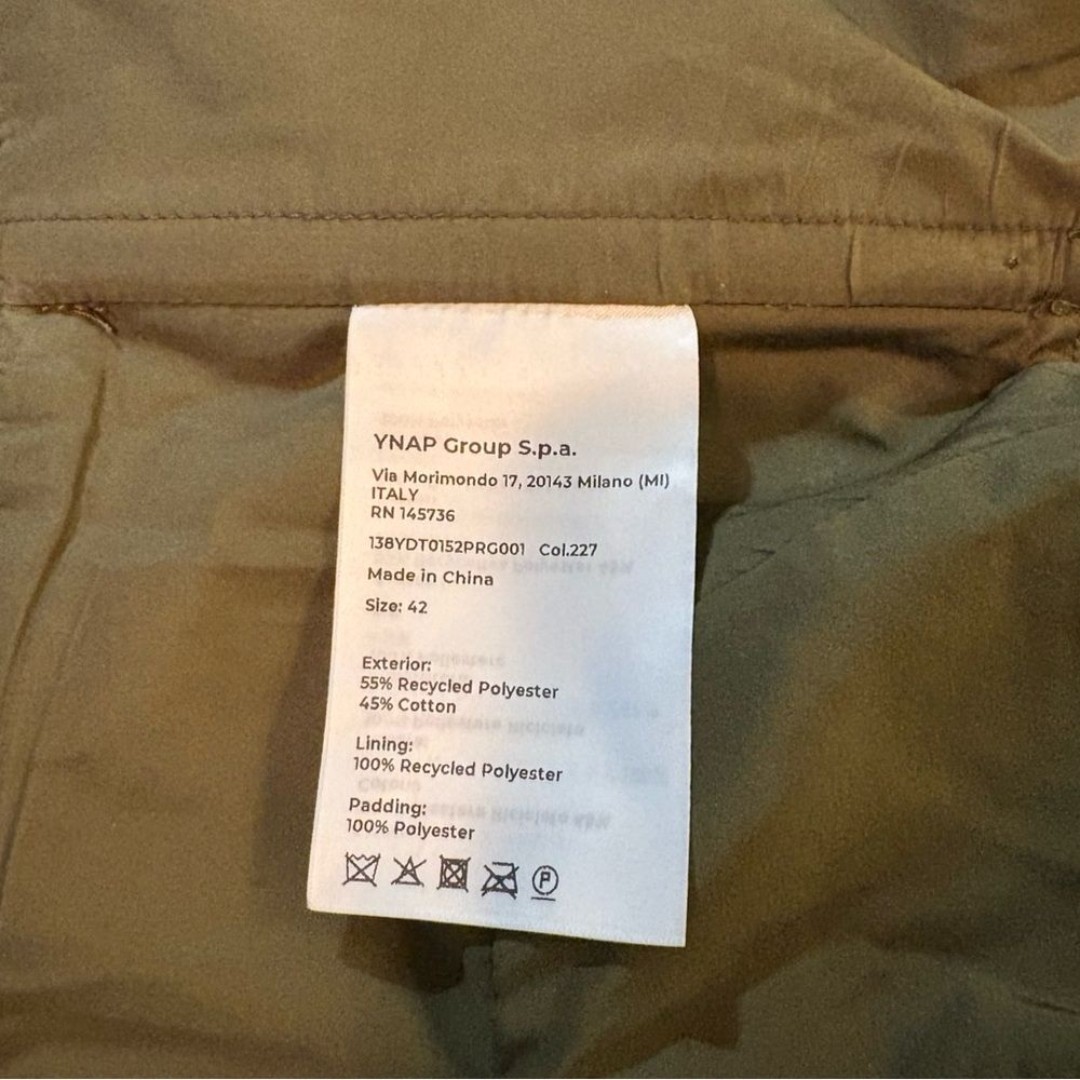 YNAP Group S.p.a.
Via Morimondo 17, 20143 Milano (MI)
ITALY
RN 145736
138YDT0152PRG001 Col.227
Made in China
Size: 42
Exterior:
55% Recycled Polyester
45% Cotton
Lining:
100% Recycled Polyester
Padding:
100% Polyester
P